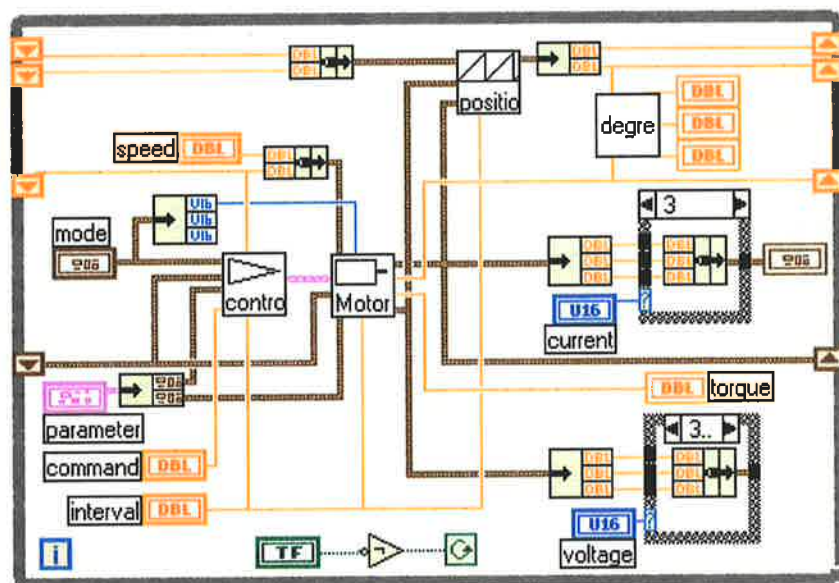 DBL
DBL
DBL
DBL
positio
DBL
DBL
DBL
degre
speed
DBL
DBL
DBL
3
mode
U16
U16
U16
contro
Motor
DBL
DBL
DBL
U16
current
DBL
torque
parameter
command
DBL
3..
DBL
DBL
DBL
interval
DBL
U16
voltage
i
TF